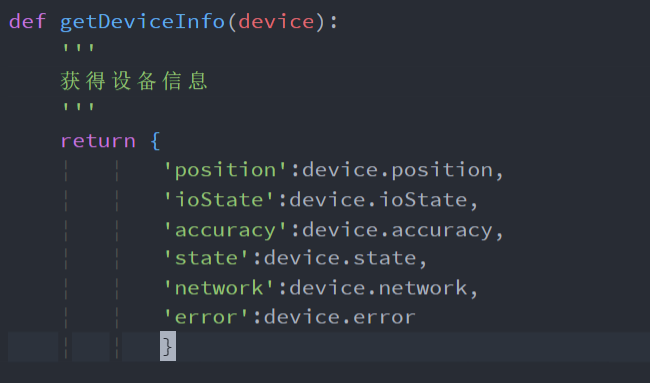 def getDeviceInfo(device):
    '''
    获得设备信息
    '''
    return {
            'position':device.position,
            'ioState':device.ioState,
            'accuracy':device.accuracy,
            'state':device.state,
            'network':device.network,
            'error':device.error
            }